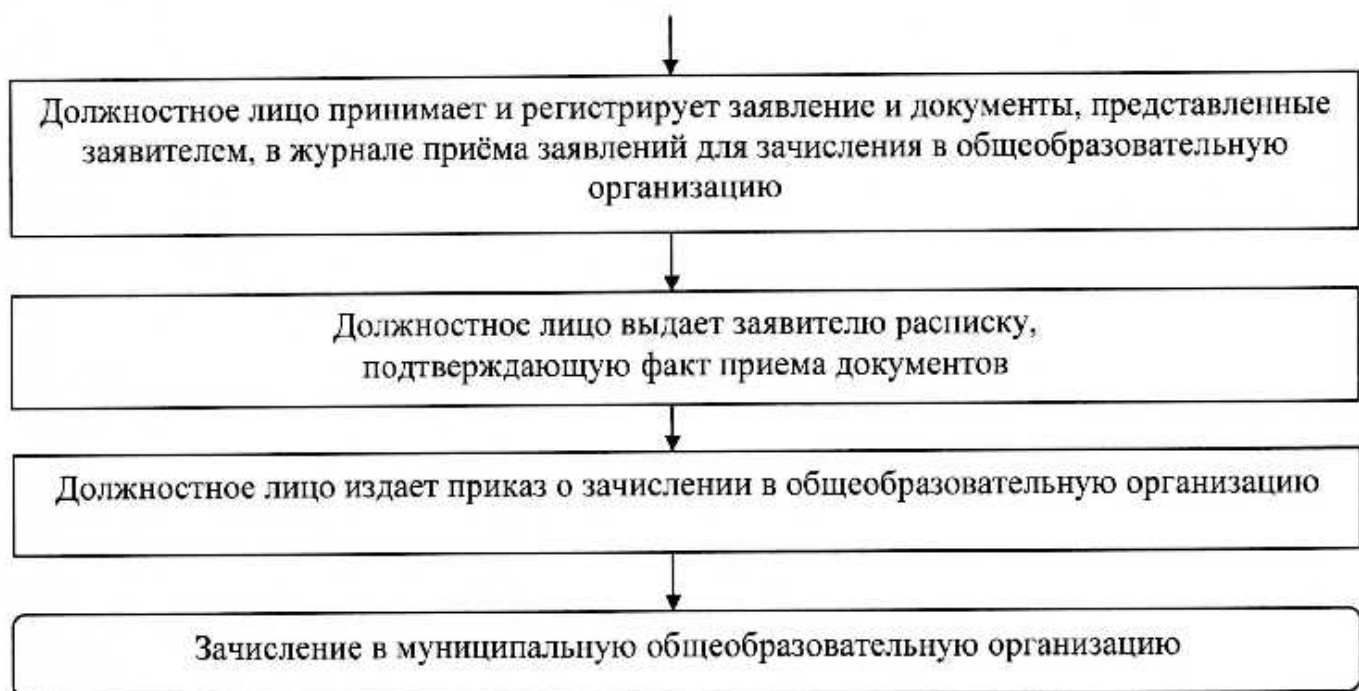 Должностное лицо принимает и регистрирует заявление и документы, представленные
заявителем, в журнале приёма заявлений для зачисления в общеобразовательную
организацию
Должностное лицо выдает заявителю расписку,
подтверждающую факт приема документов
Должностное лицо издает приказ о зачислении в общеобразовательную организацию
Зачисление в муниципальную общеобразовательную организацию